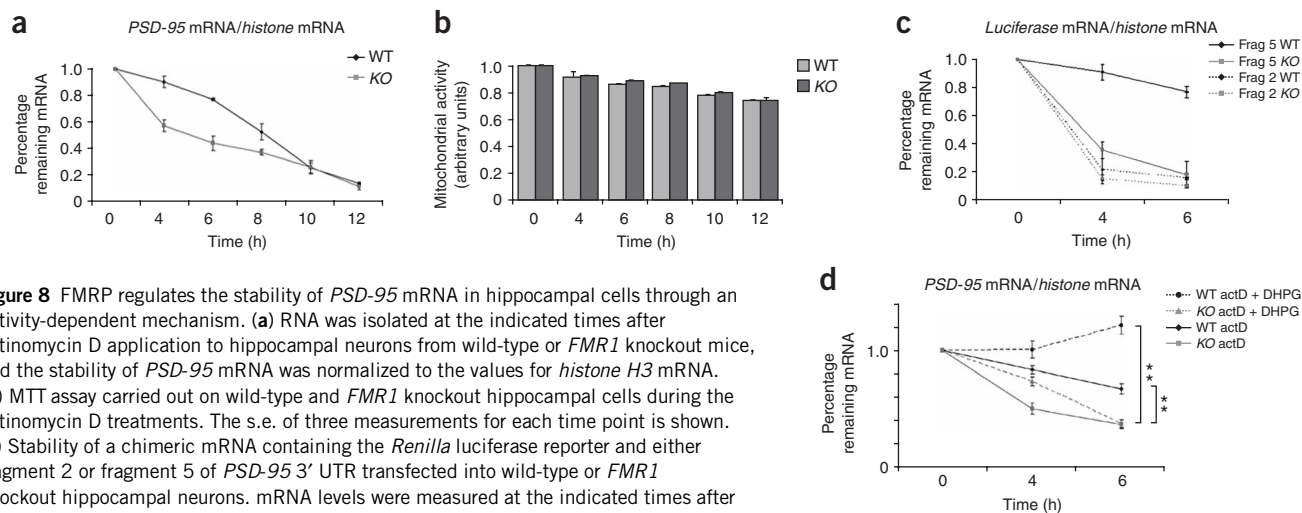 a
PSD-95 mRNA/histone mRNA
WT
KO
Percentage
remaining mRNA
1.0
0.8
0.6
0.4
0.2
0
0 4 6 8 10 12
Time (h)
b
WT
KO
Mitochondrial activity
(arbitrary units)
1.0
0.8
0.6
0.4
0.2
0
0 4 6 8 10 12
Time (h)
c
Luciferase mRNA/histone mRNA
Frag 5 WT
Frag 5 KO
Frag 2 WT
Frag 2 KO
Percentage
remaining mRNA
1.0
0.8
0.6
0.4
0.2
0
0 4 6
Time (h)
gure 8 FMRP regulates the stability of PSD-95 mRNA in hippocampal cells through an
tivity-dependent mechanism. (a) RNA was isolated at the indicated times after
tinomycin D application to hippocampal neurons from wild-type or FMR1 knockout mice,
d the stability of PSD-95 mRNA was normalized to the values for histone H3 mRNA.
) MTT assay carried out on wild-type and FMR1 knockout hippocampal cells during the
tinomycin D treatments. The s.e. of three measurements for each time point is shown.
) Stability of a chimeric mRNA containing the Renilla luciferase reporter and either
agment 2 or fragment 5 of PSD-95 3′ UTR transfected into wild-type or FMR1
ockout hippocampal neurons. mRNA levels were measured at the indicated times after
d
PSD-95 mRNA/histone mRNA
WT actD + DHPG
KO actD + DHPG
WT actD
KO actD
Percentage
remaining mRNA
1.0
0
**
**
0 4 6
Time (h)